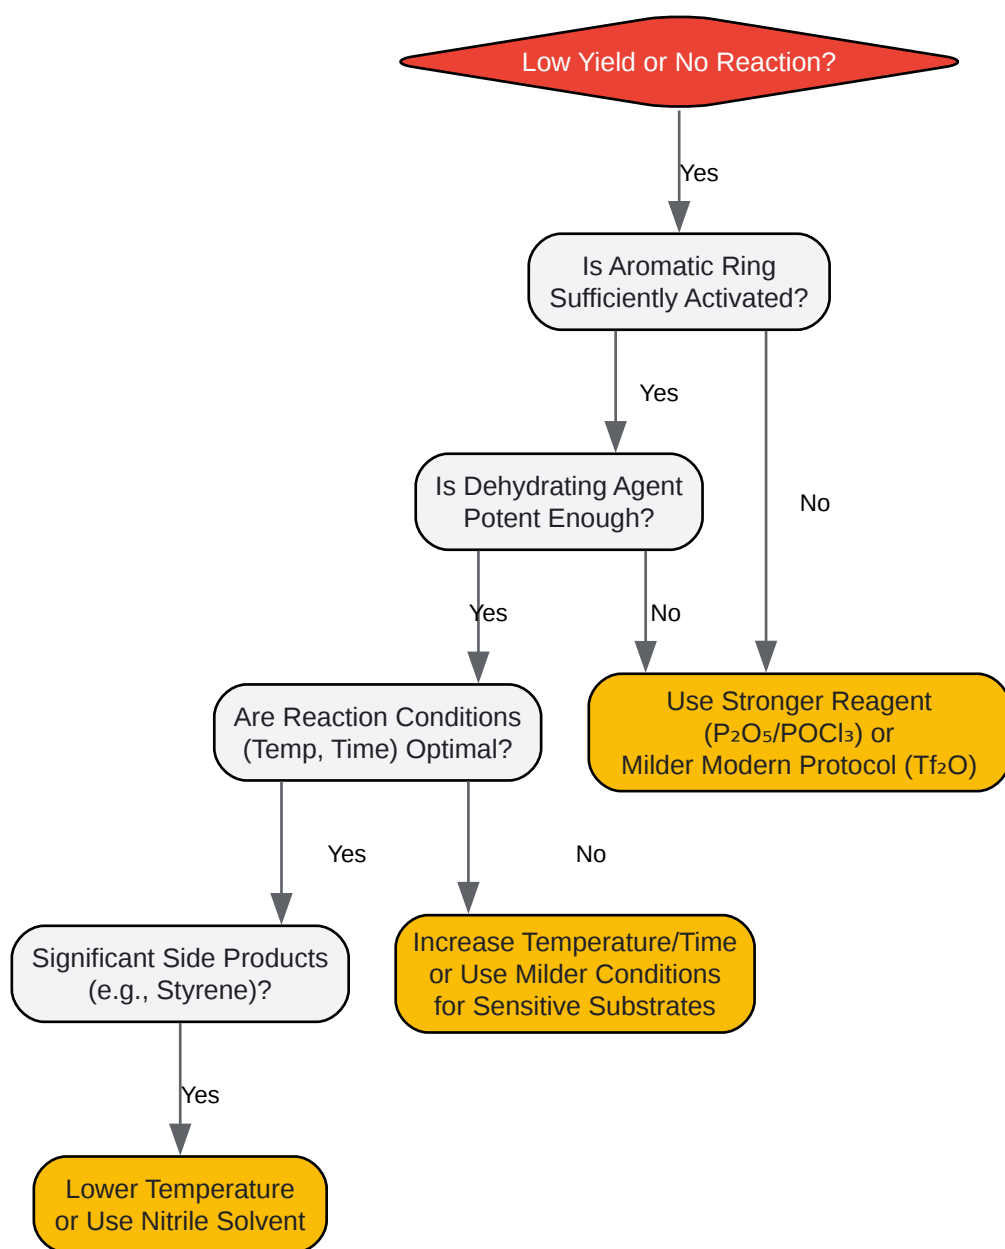 Low Yield or No Reaction?
Yes
Is Aromatic Ring
Sufficiently Activated?
Yes
No
Is Dehydrating Agent
Potent Enough?
Yes
No
Are Reaction Conditions
(Temp, Time) Optimal?
Use Stronger Reagent
(P₂O₅/POCl₃) or
Milder Modern Protocol (Tf₂O)
Yes
No
Significant Side Products
(e.g., Styrene)?
Increase Temperature/Time
or Use Milder Conditions
for Sensitive Substrates
Yes
Lower Temperature
or Use Nitrile Solvent